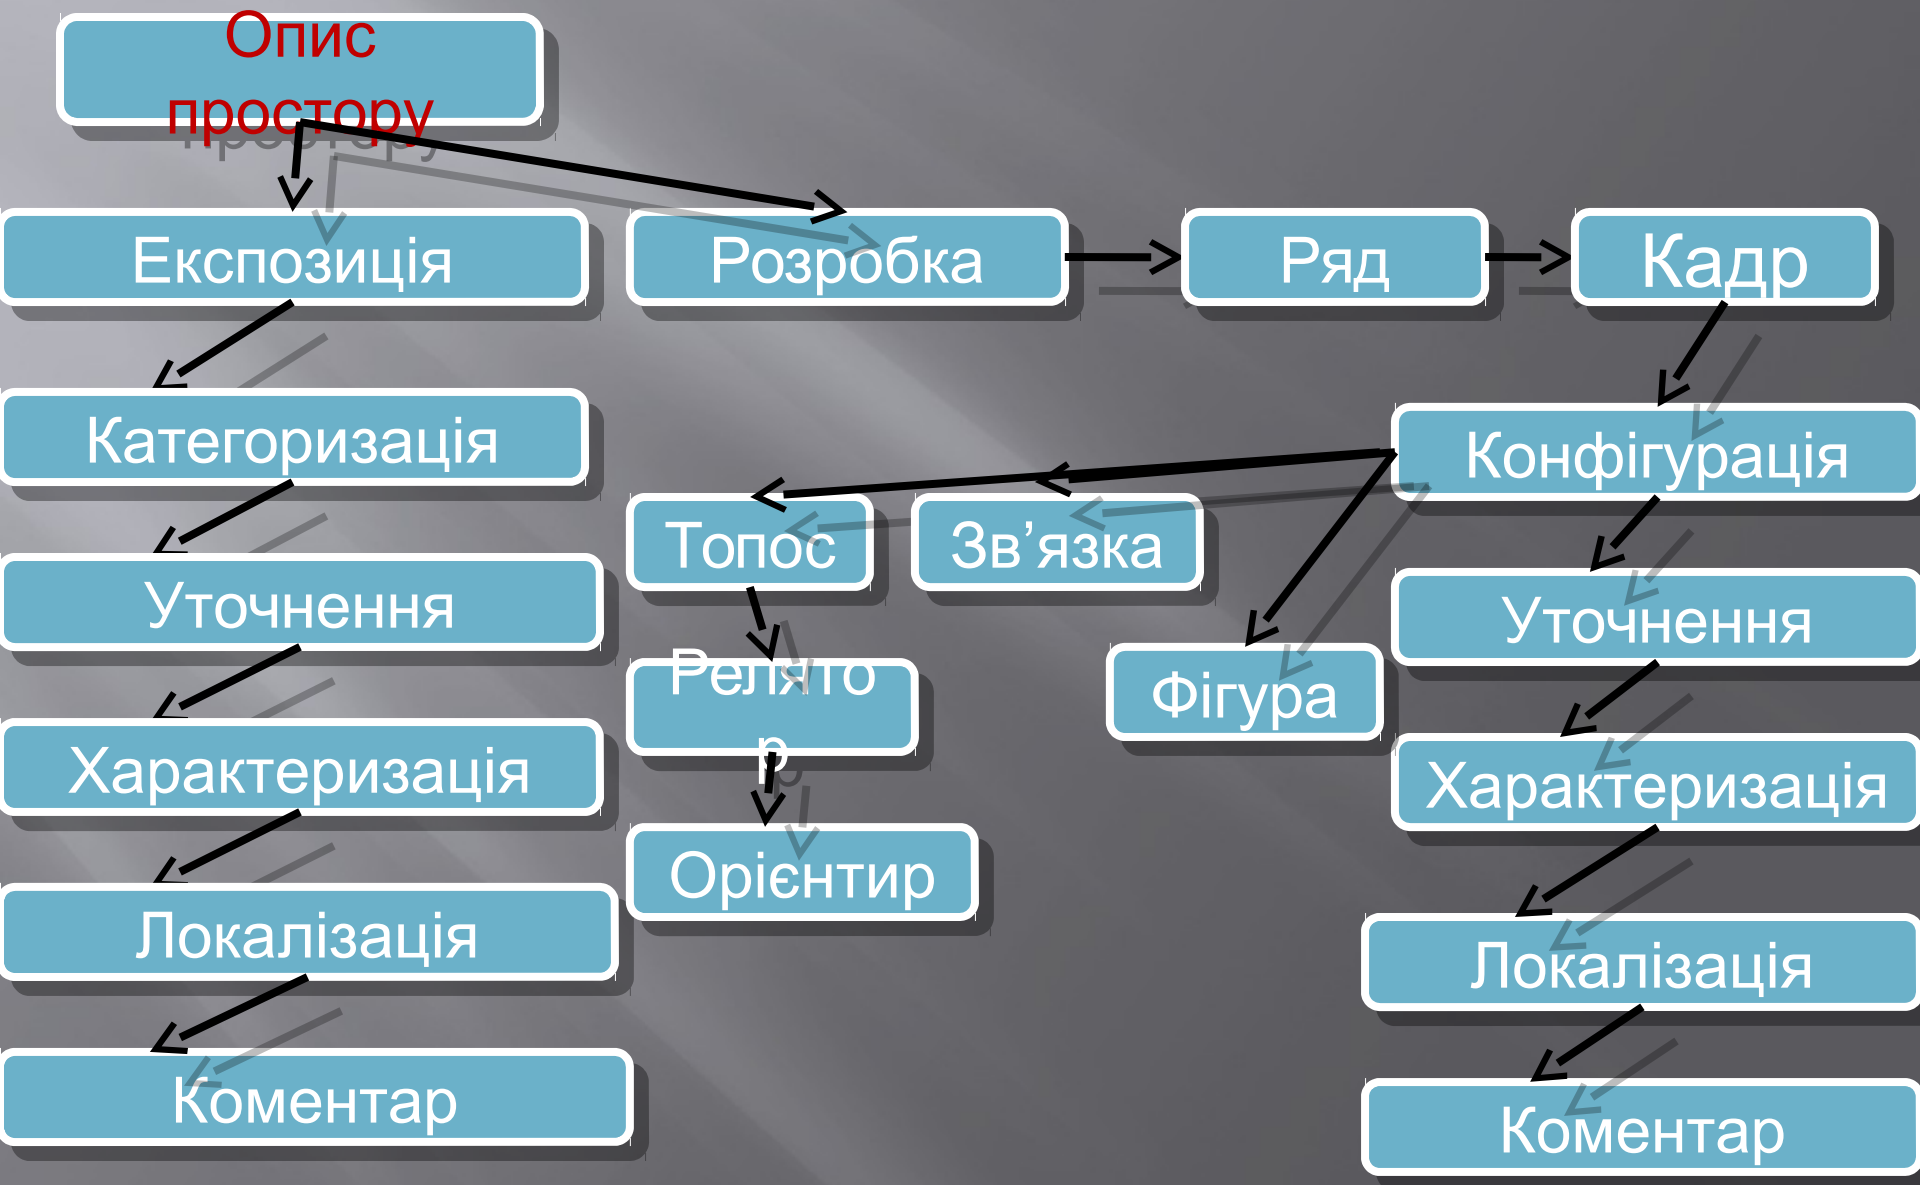 Опис
простору
Експозиція
Розробка
Ряд
Кадр
Категоризація
Конфігурація
Топос
Зв’язка
Уточнення
Уточнення
Релято
р
Фігура
Характеризація
Характеризація
Орієнтир
Локалізація
Локалізація
Коментар
Коментар